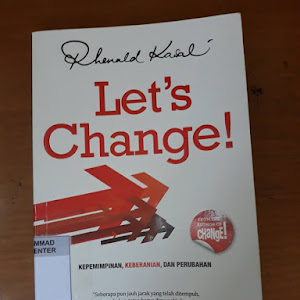 Rhenald Kasali
Let's
Change!
CHANGE!
KEPEMIMPINAN, KEBERANIAN, DAN PERUBAHAN
MMAD
ENTER
"Seberapa pun jauh jarak yang telah ditempuh,